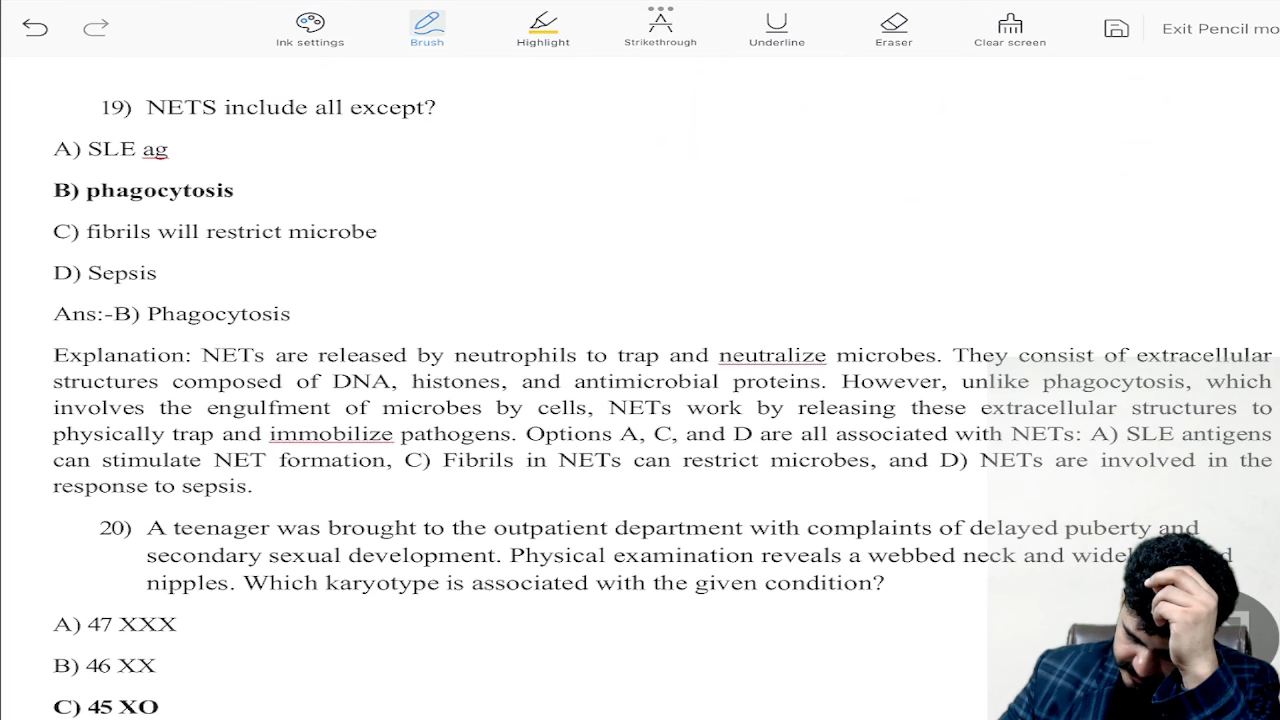 Ink settings
Brush
Highlight
Strikethrough
Underline
Eraser
Clear screen
Exit Pencil mo
19) NETS include all except?
A) SLE ag
B) phagocytosis
C) fibrils will restrict microbe
D) Sepsis
Ans:-B) Phagocytosis
Explanation: NETs are released by neutrophils to trap and neutralize microbes. They consist of extracellular
structures composed of DNA, histones, and antimicrobial proteins. However, unlike phagocytosis, which
involves the engulfment of microbes by cells, NETs work by releasing these extracellular structures to
physically trap and immobilize pathogens. Options A, C, and D are all associated with NETs: A) SLE antigens
can stimulate NET formation, C) Fibrils in NETs can restrict microbes, and D) NETs are involved in the
response to sepsis.
20) A teenager was brought to the outpatient department with complaints of delayed puberty and
secondary sexual development. Physical examination reveals a webbed neck and
nipples. Which karyotype is associated with the given condition?
A) 47 XXX
B) 46 XX
C) 45 XO